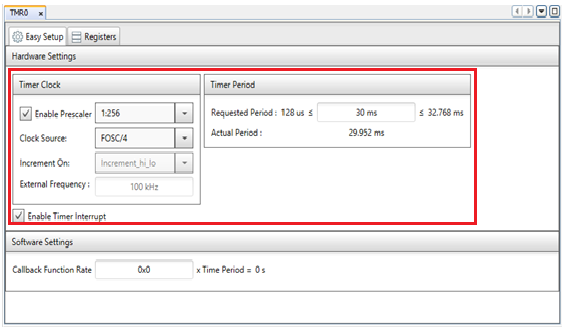 TMR0 ×
Easy Setup Registers
Hardware Settings
Timer Clock
Enable Prescaler 1:256
Clock Source: FOSC/4
Increment On: Increment_hi_lo
External Frequency : 100 kHz
Timer Period
Requested Period : 128 us ≤ 30 ms ≤ 32.768 ms
Actual Period : 29.952 ms
Enable Timer Interrupt
Software Settings
Callback Function Rate 0x0 x Time Period = 0 s